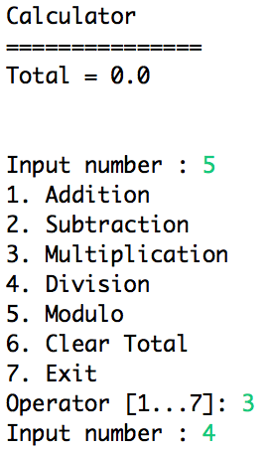 Calculator
===============
Total = 0.0
Input number : 5
1. Addition
2. Subtraction
3. Multiplication
4. Division
5. Modulo
6. Clear Total
7. Exit
Operator [1...7]: 3
Input number : 4